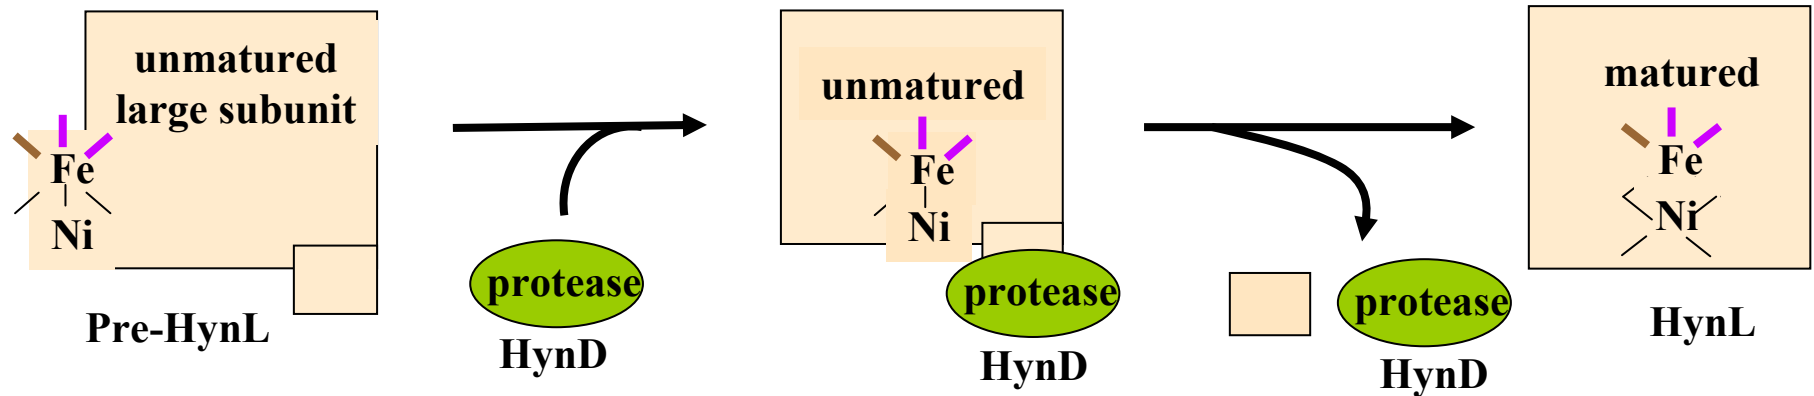 unmatured
large subunit
Fe
Ni
Pre-HynL
protease
HynD
unmatured
Fe
Ni
protease
HynD
protease
HynD
matured
Fe
Ni
HynL